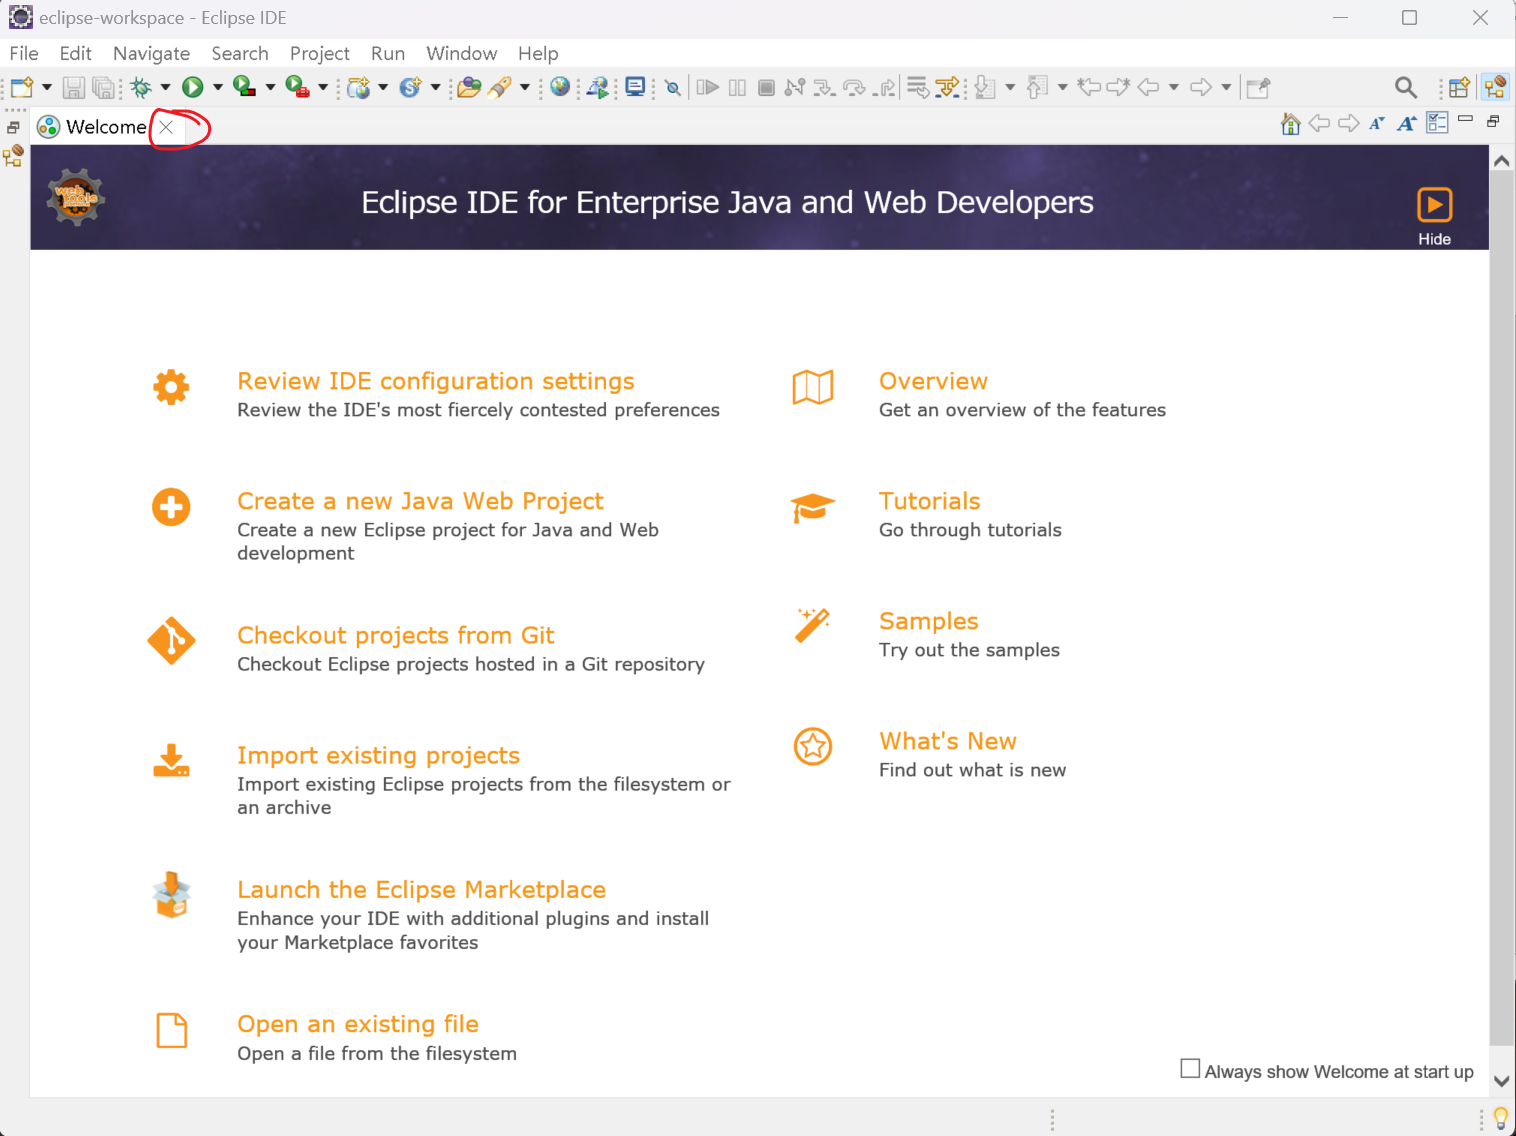 eclipse-workspace - Eclipse IDE
File Edit Navigate Search Project Run Window Help
Welcome
web tools
Eclipse IDE for Enterprise Java and Web Developers
Hide
Review IDE configuration settings
Review the IDE's most fiercely contested preferences
Create a new Java Web Project
Create a new Eclipse project for Java and Web
development
Checkout projects from Git
Checkout Eclipse projects hosted in a Git repository
Import existing projects
Import existing Eclipse projects from the filesystem or
an archive
Launch the Eclipse Marketplace
Enhance your IDE with additional plugins and install
your Marketplace favorites
Open an existing file
Open a file from the filesystem
Overview
Get an overview of the features
Tutorials
Go through tutorials
Samples
Try out the samples
What's New
Find out what is new
Always show Welcome at start up